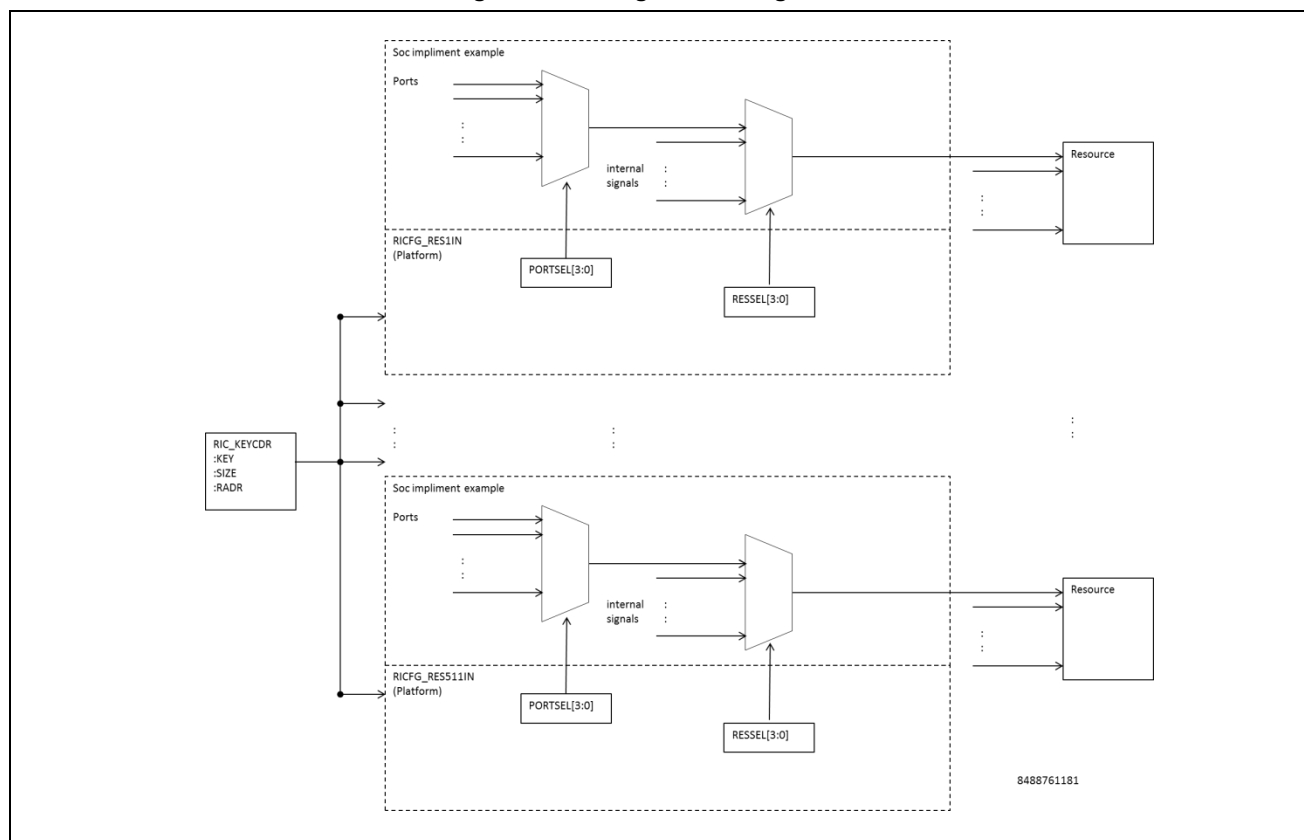 Soc impliment example
Ports
:
:
internal
signals
:
:
Resource
:
:
RICFG_RES1IN
(Platform)
PORTSEL[3:0]
RESSEL[3:0]
:
:
:
:
:
:
RIC_KEYCDR
:KEY
:SIZE
:RADR
Soc impliment example
Ports
:
:
internal
signals
:
:
Resource
:
:
RICFG_RES511IN
(Platform)
PORTSEL[3:0]
RESSEL[3:0]
8488761181